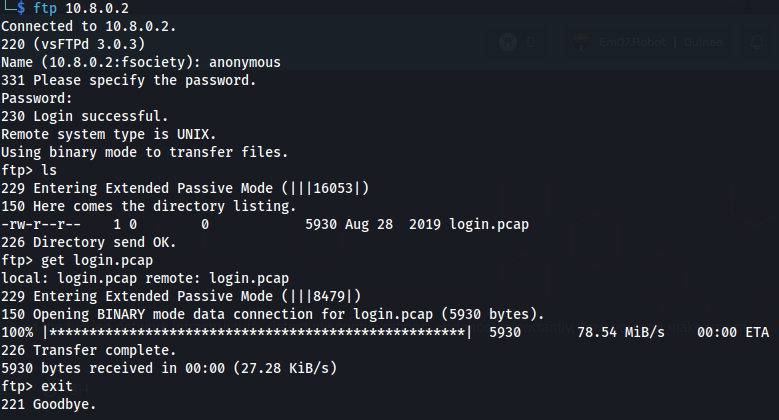 └─$ ftp 10.8.0.2
Connected to 10.8.0.2.
220 (vsFTPd 3.0.3)
Name (10.8.0.2:fsociety): anonymous
331 Please specify the password.
Password:
230 Login successful.
Remote system type is UNIX.
Using binary mode to transfer files.
ftp> ls
229 Entering Extended Passive Mode (|||16053|)
150 Here comes the directory listing.
-rw-r--r--    1 0        0            5930 Aug 28  2019 login.pcap
226 Directory send OK.
ftp> get login.pcap
local: login.pcap remote: login.pcap
229 Entering Extended Passive Mode (|||8479|)
150 Opening BINARY mode data connection for login.pcap (5930 bytes).
100% |****************************************************|  5930       78.54 MiB/s    00:00 ETA
226 Transfer complete.
5930 bytes received in 00:00 (27.28 KiB/s)
ftp> exit
221 Goodbye.